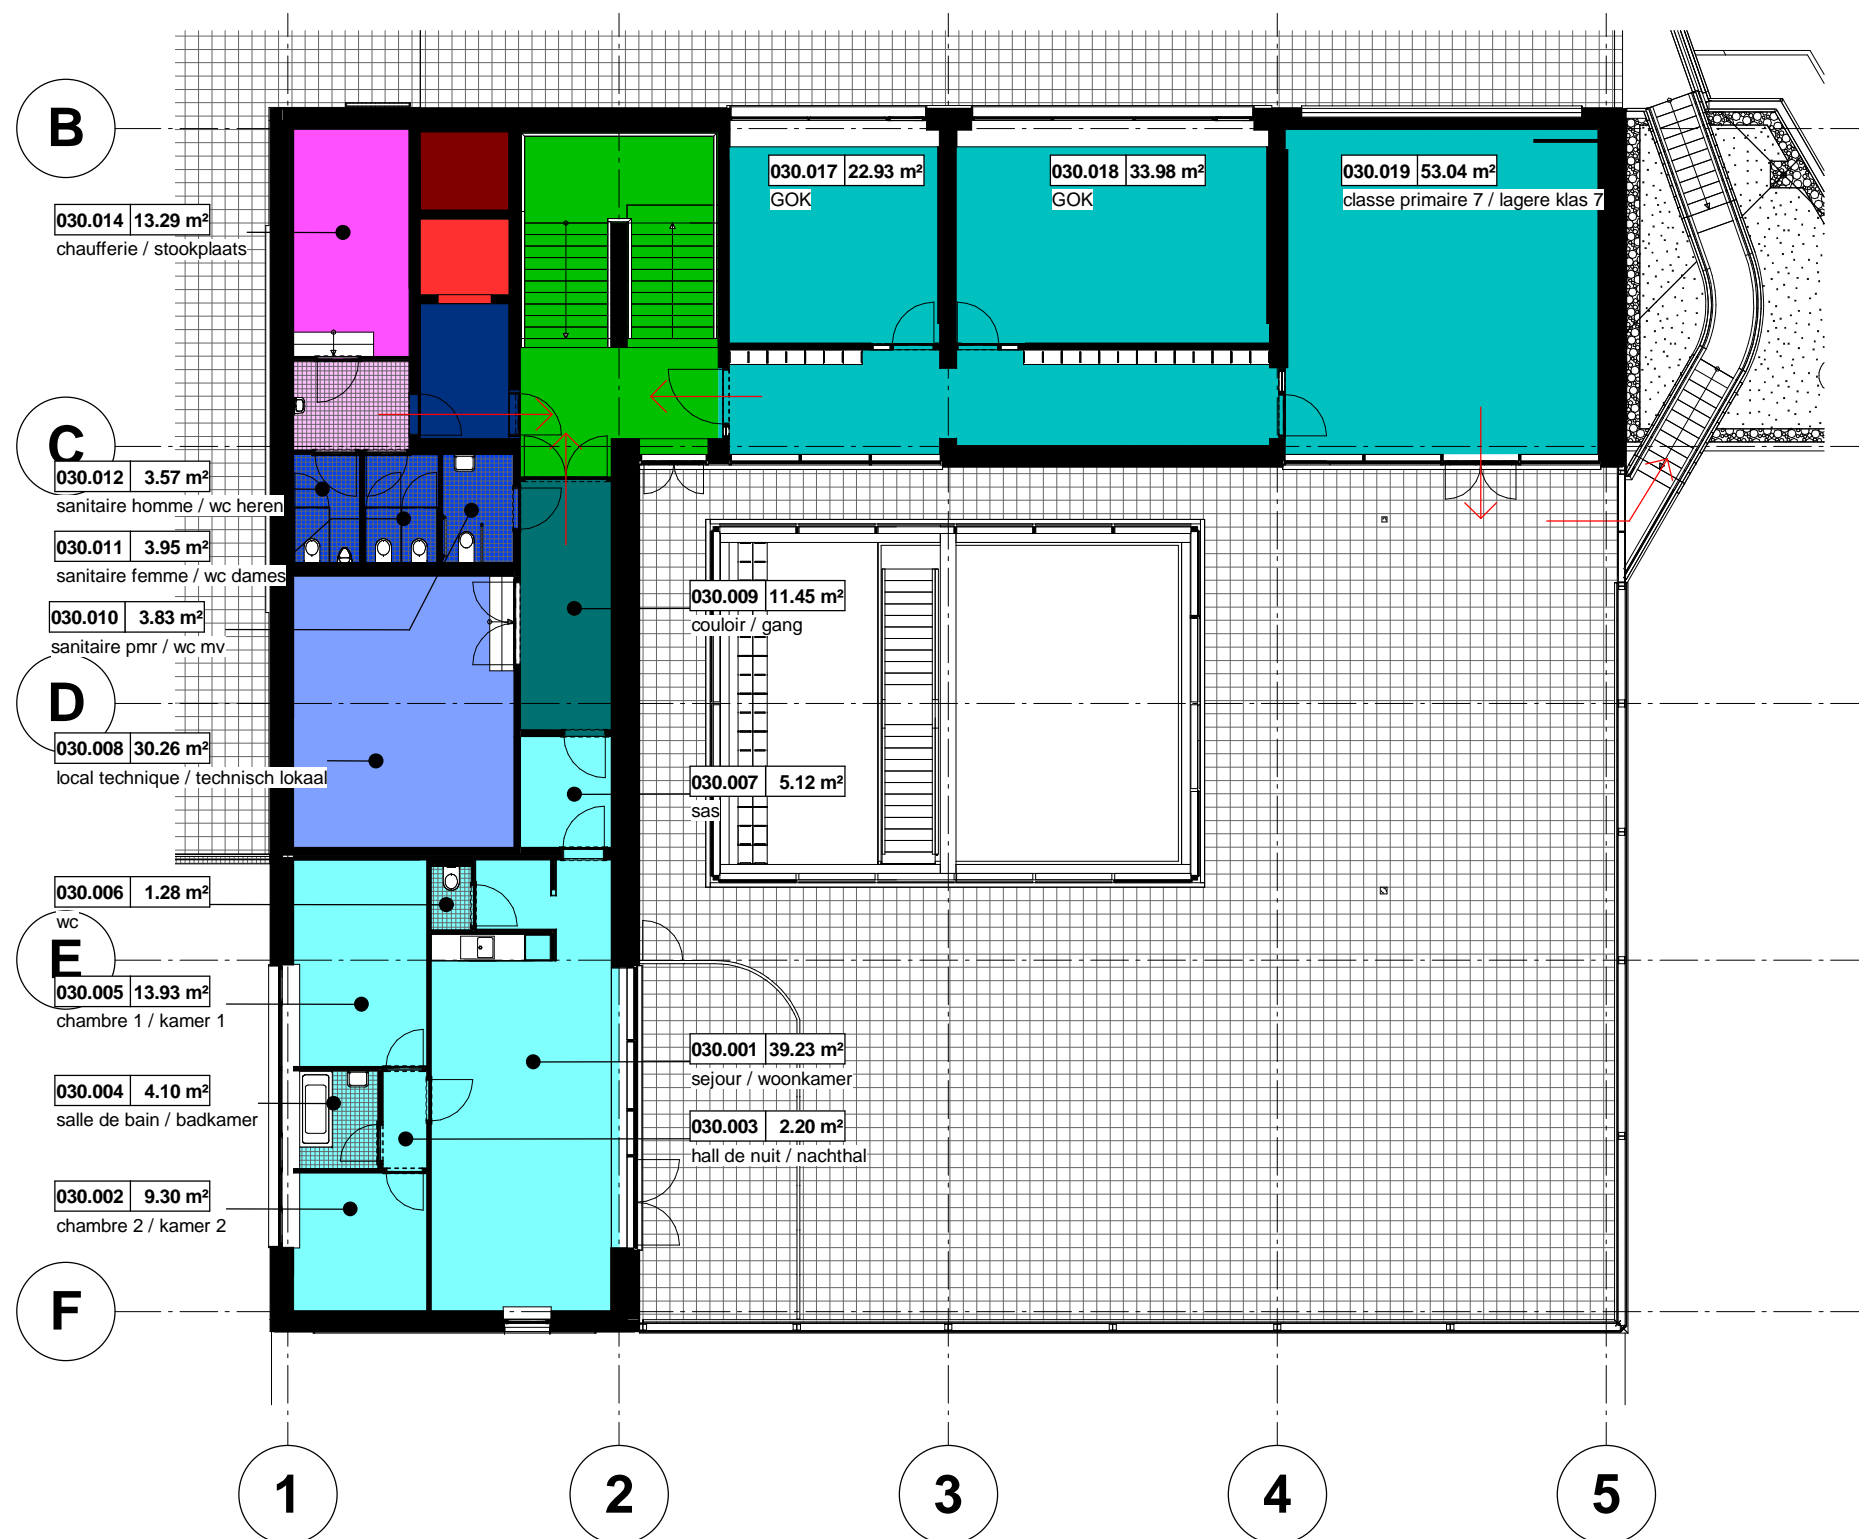 B
030.017 22.93 m²
GOK
030.018 33.98 m²
GOK
030.019 53.04 m²
classe primaire 7 / lagere klas 7
030.014 13.29 m²
chaufferie / stookplaats
C
030.012 3.57 m²
sanitaire homme / wc heren
030.011 3.95 m²
sanitaire femme / wc dames
030.010 3.83 m²
sanitaire pmr / wc mv
030.009 11.45 m²
couloir / gang
D
030.008 30.26 m²
local technique / technisch lokaal
030.007 5.12 m²
sas
030.006 1.28 m²
wc
E
030.005 13.93 m²
chambre 1 / kamer 1
030.001 39.23 m²
sejour / woonkamer
030.004 4.10 m²
salle de bain / badkamer
030.003 2.20 m²
hall de nuit / nachthal
030.002 9.30 m²
chambre 2 / kamer 2
F
1 2 3 4 5